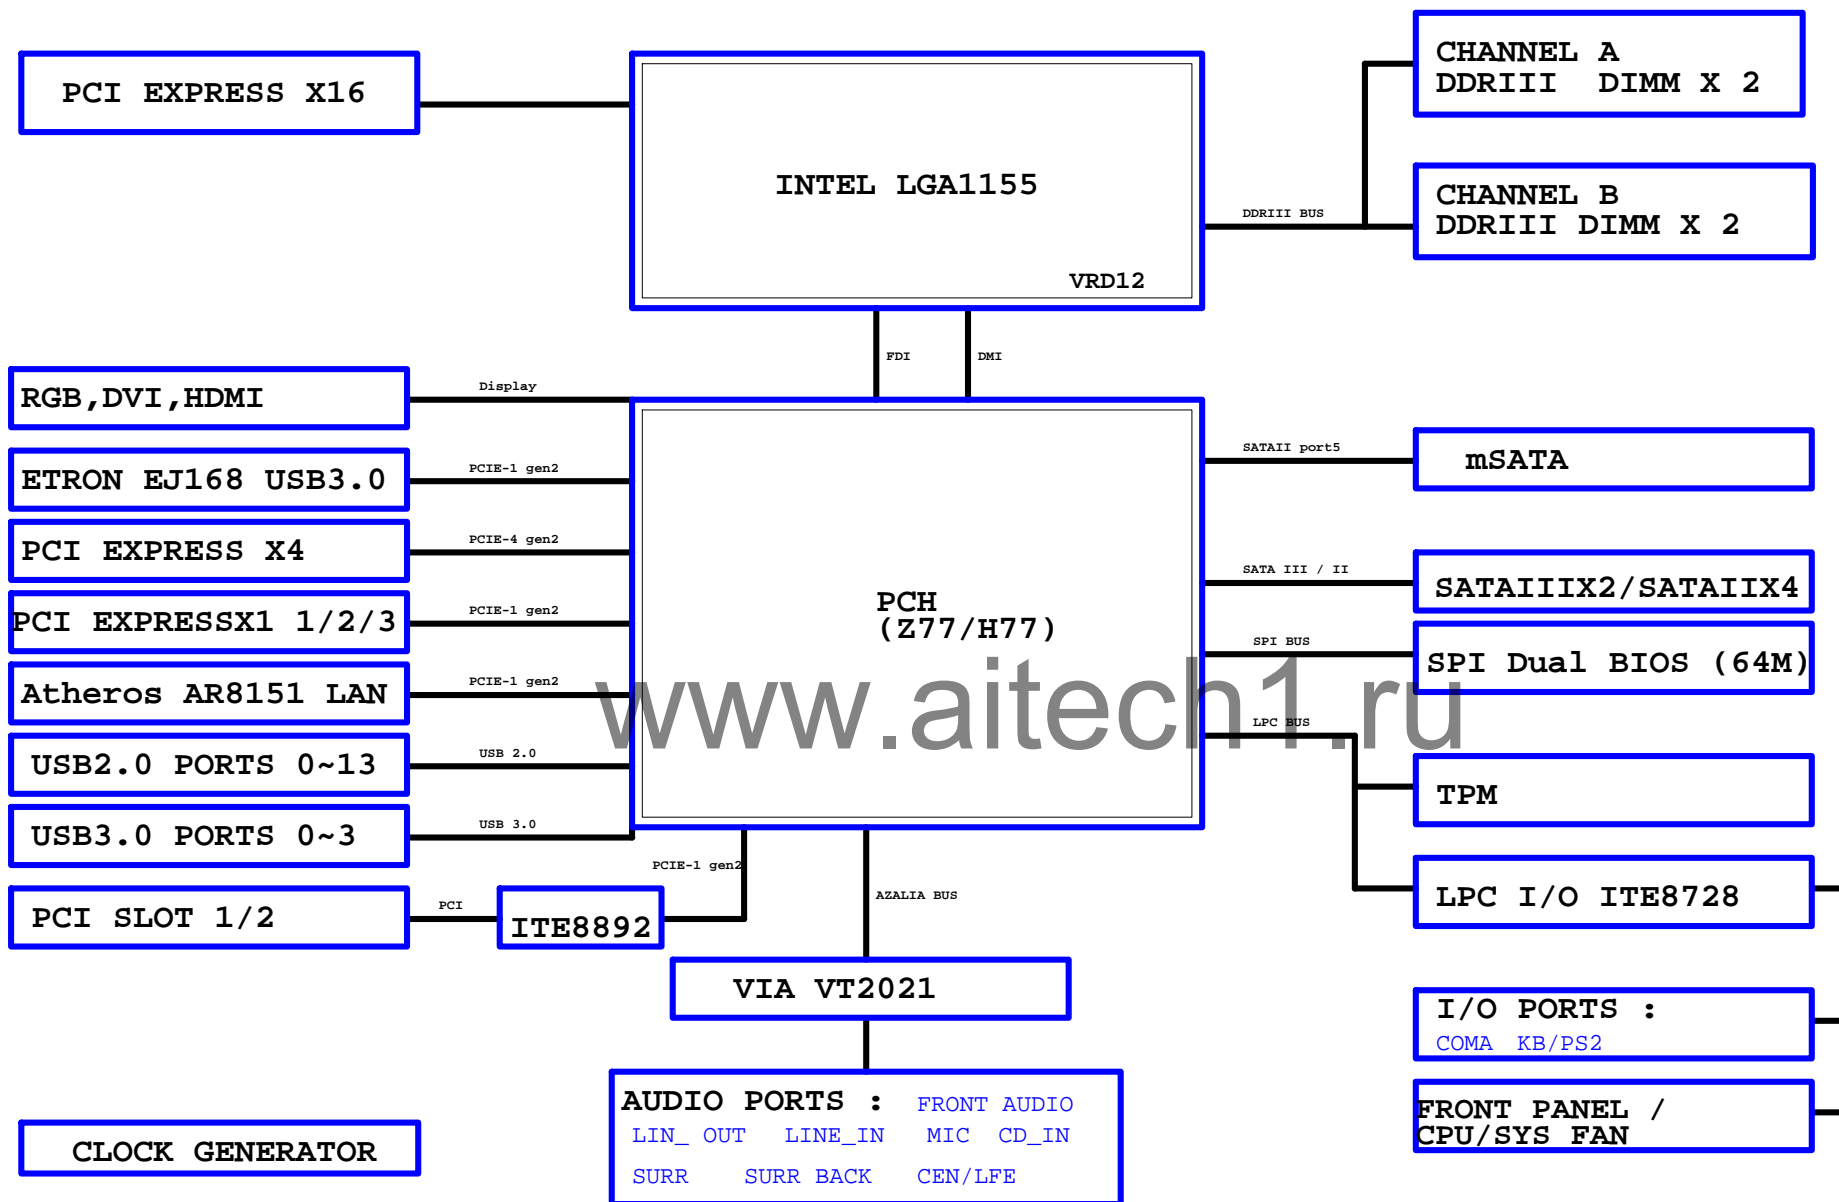 PCI EXPRESS X16
INTEL LGA1155
VRD12
CHANNEL A
DDRIII DIMM X 2
CHANNEL B
DDRIII DIMM X 2
DDRIII BUS
FDI
DMI
RGB,DVI,HDMI
Display
ETRON EJ168 USB3.0
PCIE-1 gen2
PCI EXPRESS X4
PCIE-4 gen2
PCI EXPRESSX1 1/2/3
PCIE-1 gen2
Atheros AR8151 LAN
PCIE-1 gen2
USB2.0 PORTS 0~13
USB 2.0
USB3.0 PORTS 0~3
USB 3.0
PCI SLOT 1/2
PCI
ITE8892
PCIE-1 gen2
PCH
(Z77/H77)
www.aitech1.ru
SATAII port5
mSATA
SATA III / II
SATAIIIX2/SATAIIX4
SPI BUS
SPI Dual BIOS (64M)
LPC BUS
TPM
LPC I/O ITE8728
AZALIA BUS
VIA VT2021
I/O PORTS :
COMA KB/PS2
FRONT PANEL /
CPU/SYS FAN
AUDIO PORTS : FRONT AUDIO
LIN_ OUT LINE_IN MIC CD_IN
SURR SURR BACK CEN/LFE
CLOCK GENERATOR